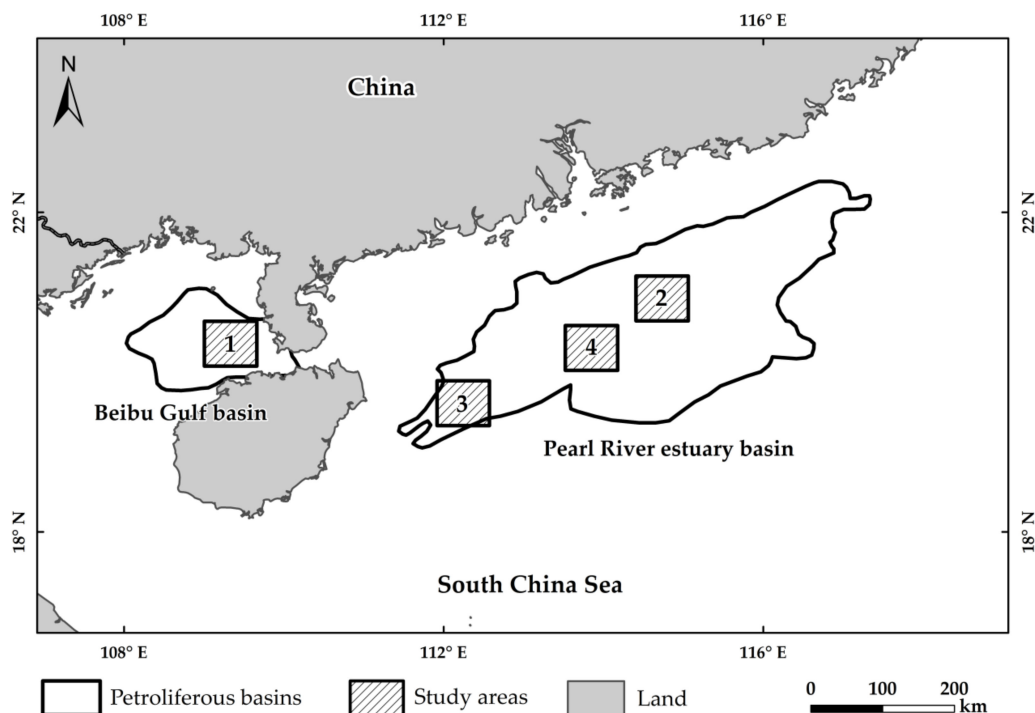 108° E 112° E 116° E
N
China
22° N 22° N
2
1 4
3
Beibu Gulf basin
Pearl River estuary basin
18° N 18° N
South China Sea
108° E 112° E 116° E
Petroliferous basins Study areas Land
0 100 200
km